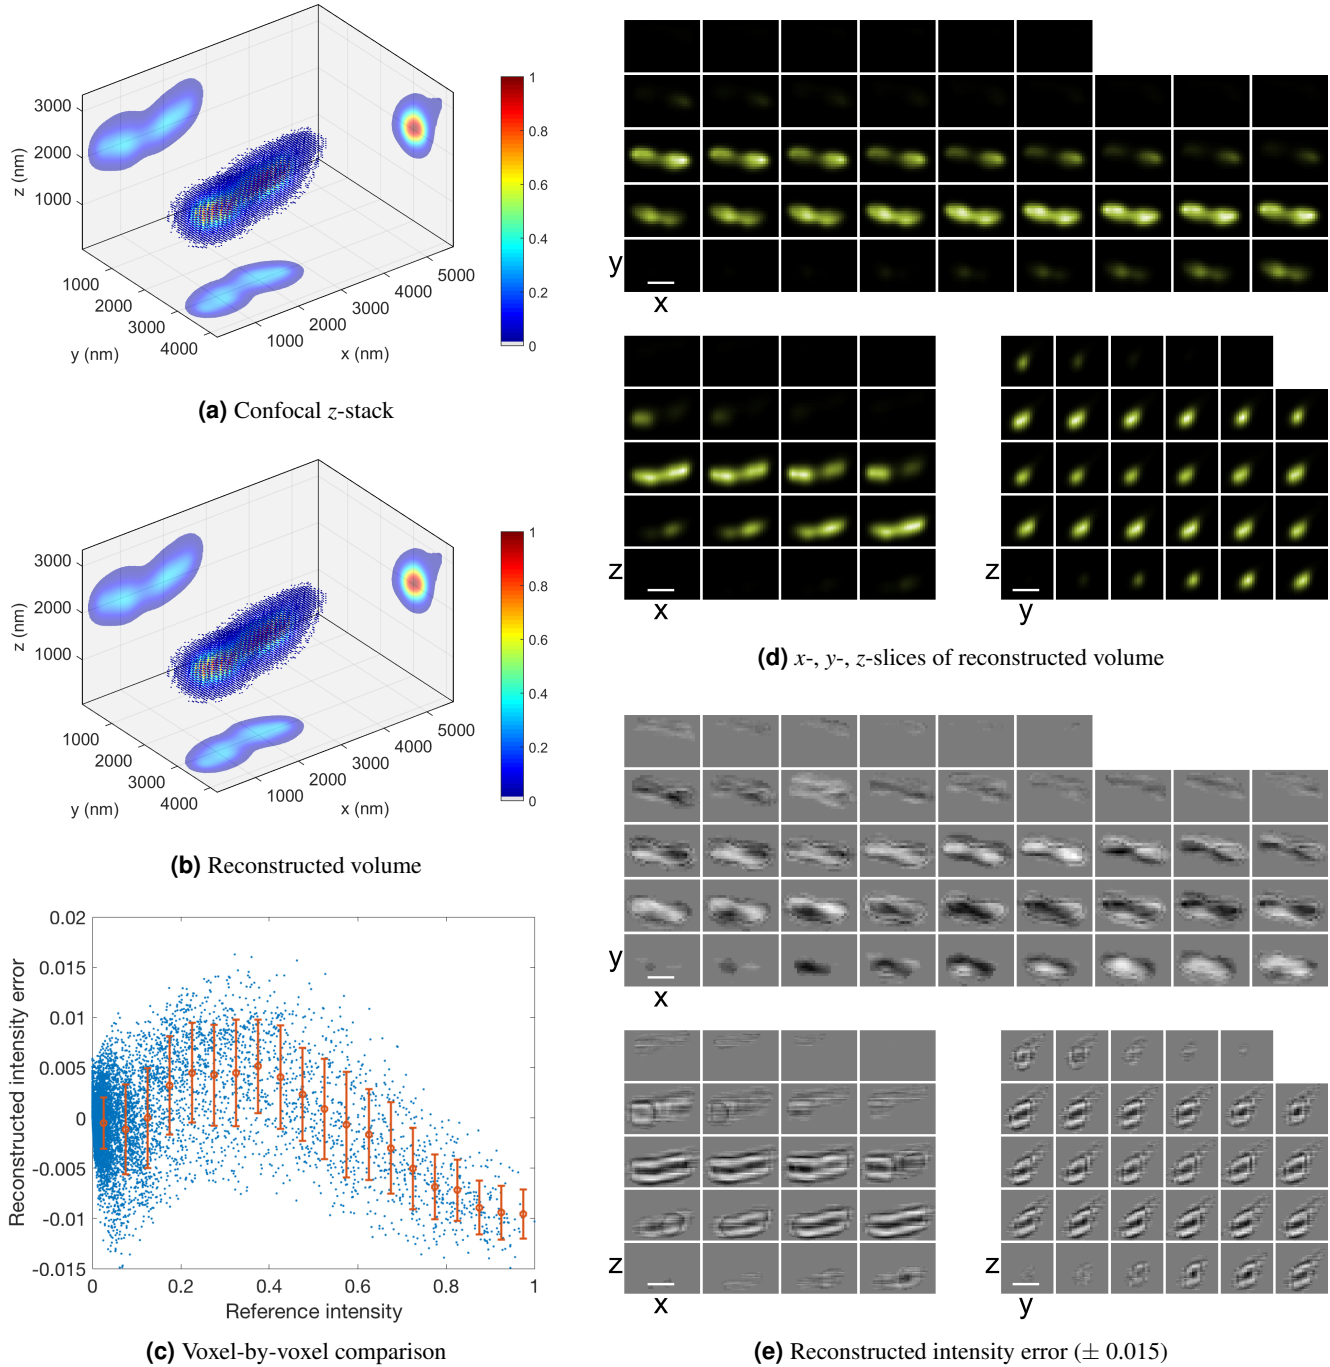 3000
2000
1000
z (nm)
1000
2000
3000
4000
y (nm)
1000
2000
3000
4000
5000
x (nm)
1
0.8
0.6
0.4
0.2
0
(a) Confocal z-stack
3000
2000
1000
z (nm)
1000
2000
3000
4000
y (nm)
1000
2000
3000
4000
5000
x (nm)
1
0.8
0.6
0.4
0.2
0
(b) Reconstructed volume
0.02
0.015
0.01
0.005
0
-0.005
-0.01
-0.015
Reconstructed intensity error
0 0.2 0.4 0.6 0.8 1
Reference intensity
(c) Voxel-by-voxel comparison
y
x
z
x
z
y
(d) x-, y-, z-slices of reconstructed volume
y
x
z
x
z
y
(e) Reconstructed intensity error (± 0.015)